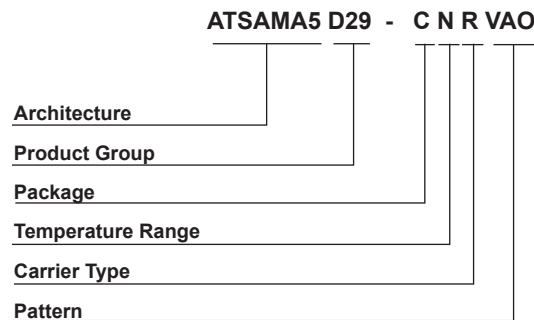 ATSAMA5 D29 - C N R VAO
Architecture
Product Group
Package
Temperature Range
Carrier Type
Pattern